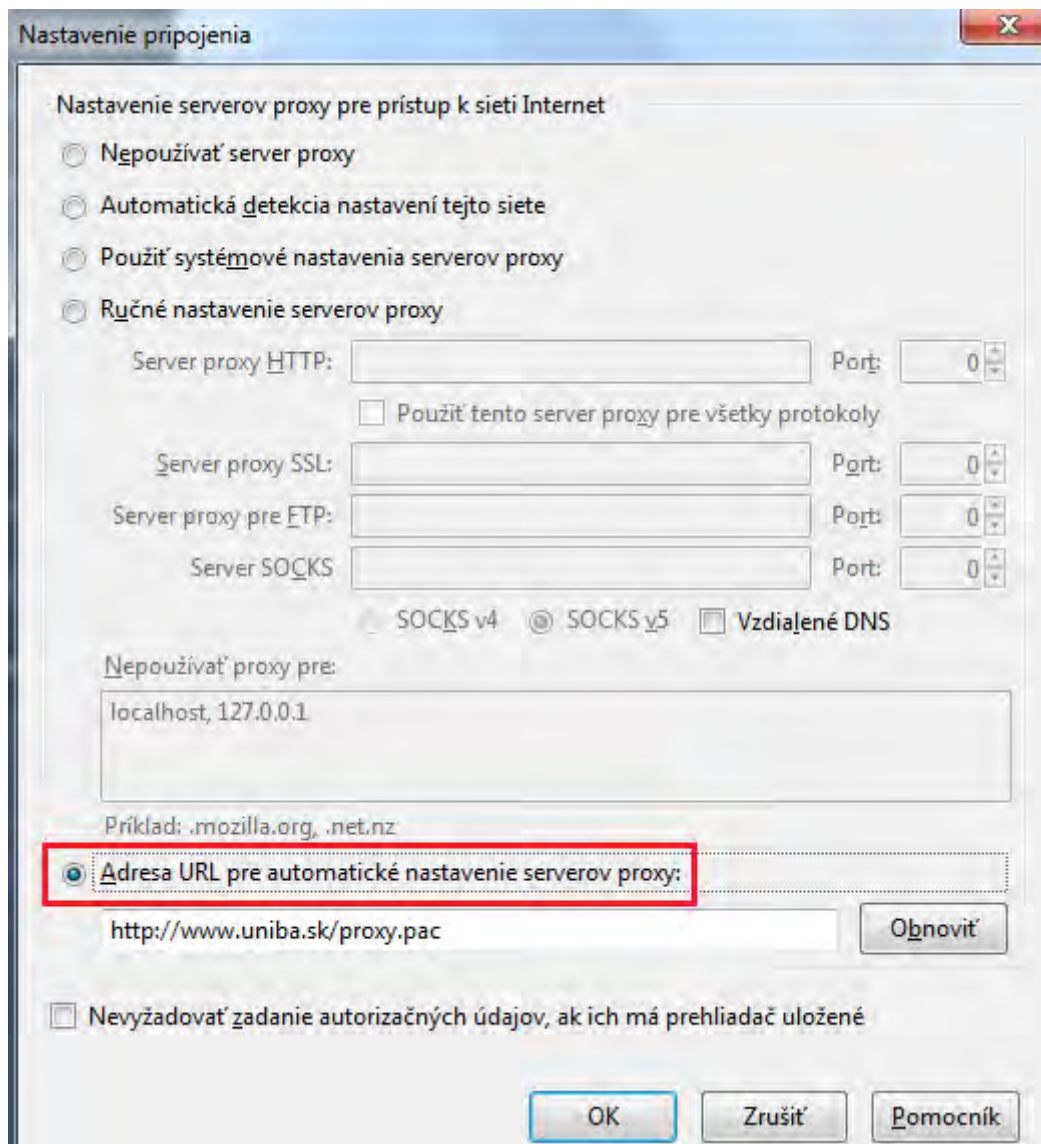 Nastavenie pripojenia
Nastavenie serverov proxy pre prístup k sieti Internet
Nepoužívať server proxy
Automatická detekcia nastavení tejto siete
Použiť systémové nastavenia serverov proxy
Ručné nastavenie serverov proxy
Server proxy HTTP: Port: 0
Použiť tento server proxy pre všetky protokoly
Server proxy SSL: Port: 0
Server proxy pre FTP: Port: 0
Server SOCKS Port: 0
SOCKS v4 SOCKS v5 Vzdialené DNS
Nepoužívať proxy pre:
localhost, 127.0.0.1
Príklad: .mozilla.org, .net.nz
Adresa URL pre automatické nastavenie serverov proxy:
http://www.uniba.sk/proxy.pac Obnoviť
Nevyžadovať zadanie autorizačných údajov, ak ich má prehliadač uložené
OK Zrušiť Pomocník